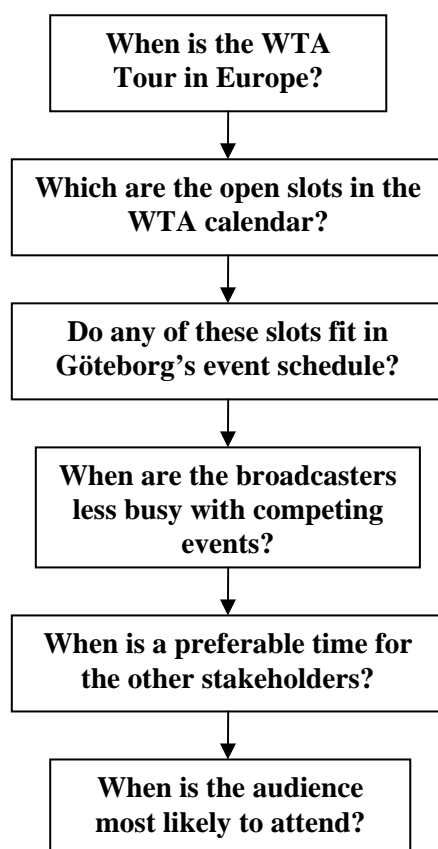 When is the WTA
Tour in Europe?
Which are the open slots in the
WTA calendar?
Do any of these slots fit in
Göteborg’s event schedule?
When are the broadcasters
less busy with competing
events?
When is a preferable time for
the other stakeholders?
When is the audience
most likely to attend?